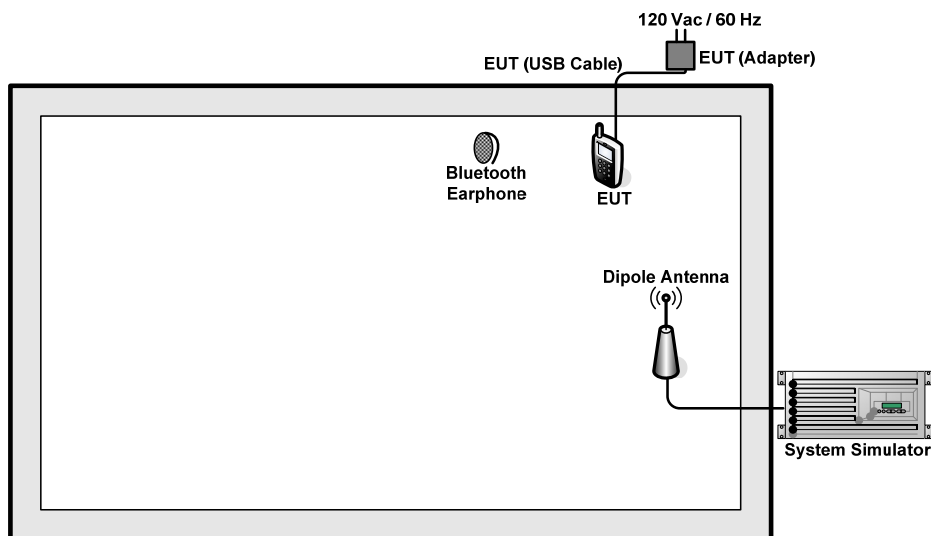 120 Vac / 60 Hz
EUT (USB Cable)
EUT (Adapter)
Bluetooth
Earphone
EUT
Dipole Antenna
System Simulator